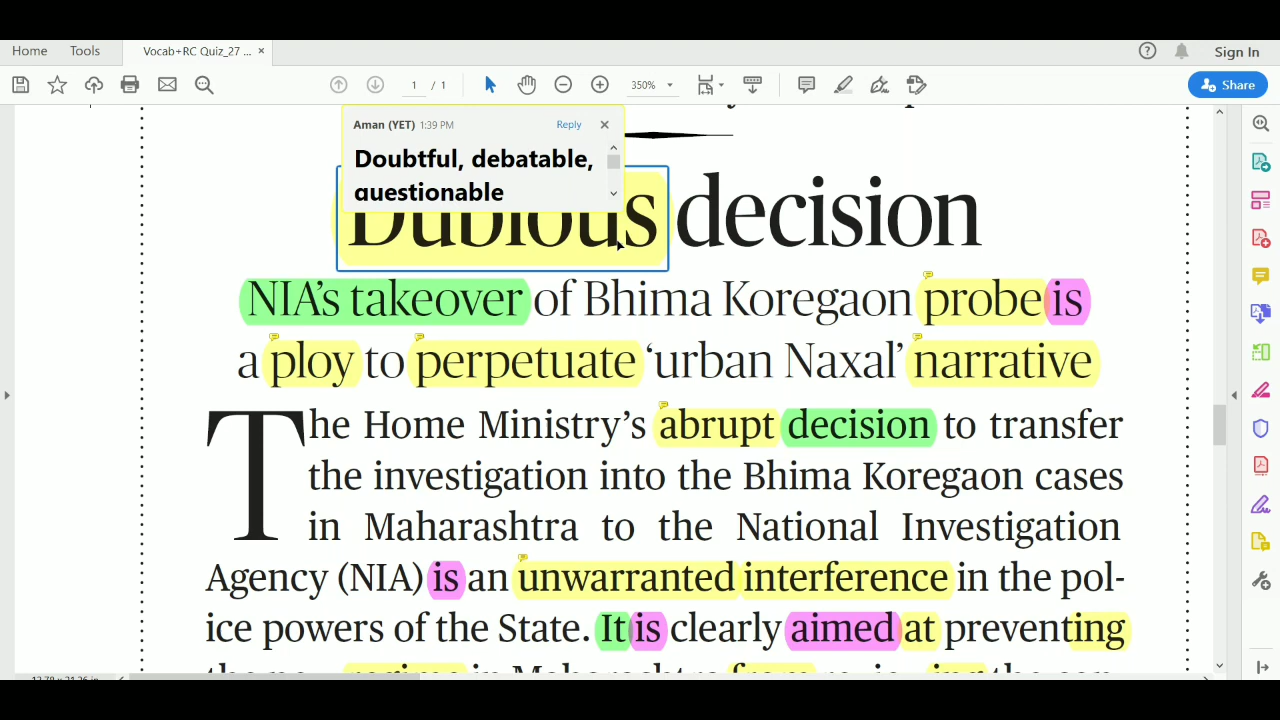 Home Tools Vocab+RC Quiz_27 ... × Sign In
1 / 1 350% Share
Aman (YET) 1:39 PM Reply
Doubtful, debatable,
questionable
Dubious decision
NIA's takeover of Bhima Koregaon probe is
a ploy to perpetuate ‘urban Naxal’ narrative
The Home Ministry's abrupt decision to transfer
the investigation into the Bhima Koregaon cases
in Maharashtra to the National Investigation
Agency (NIA) is an unwarranted interference in the pol-
ice powers of the State. It is clearly aimed at preventing